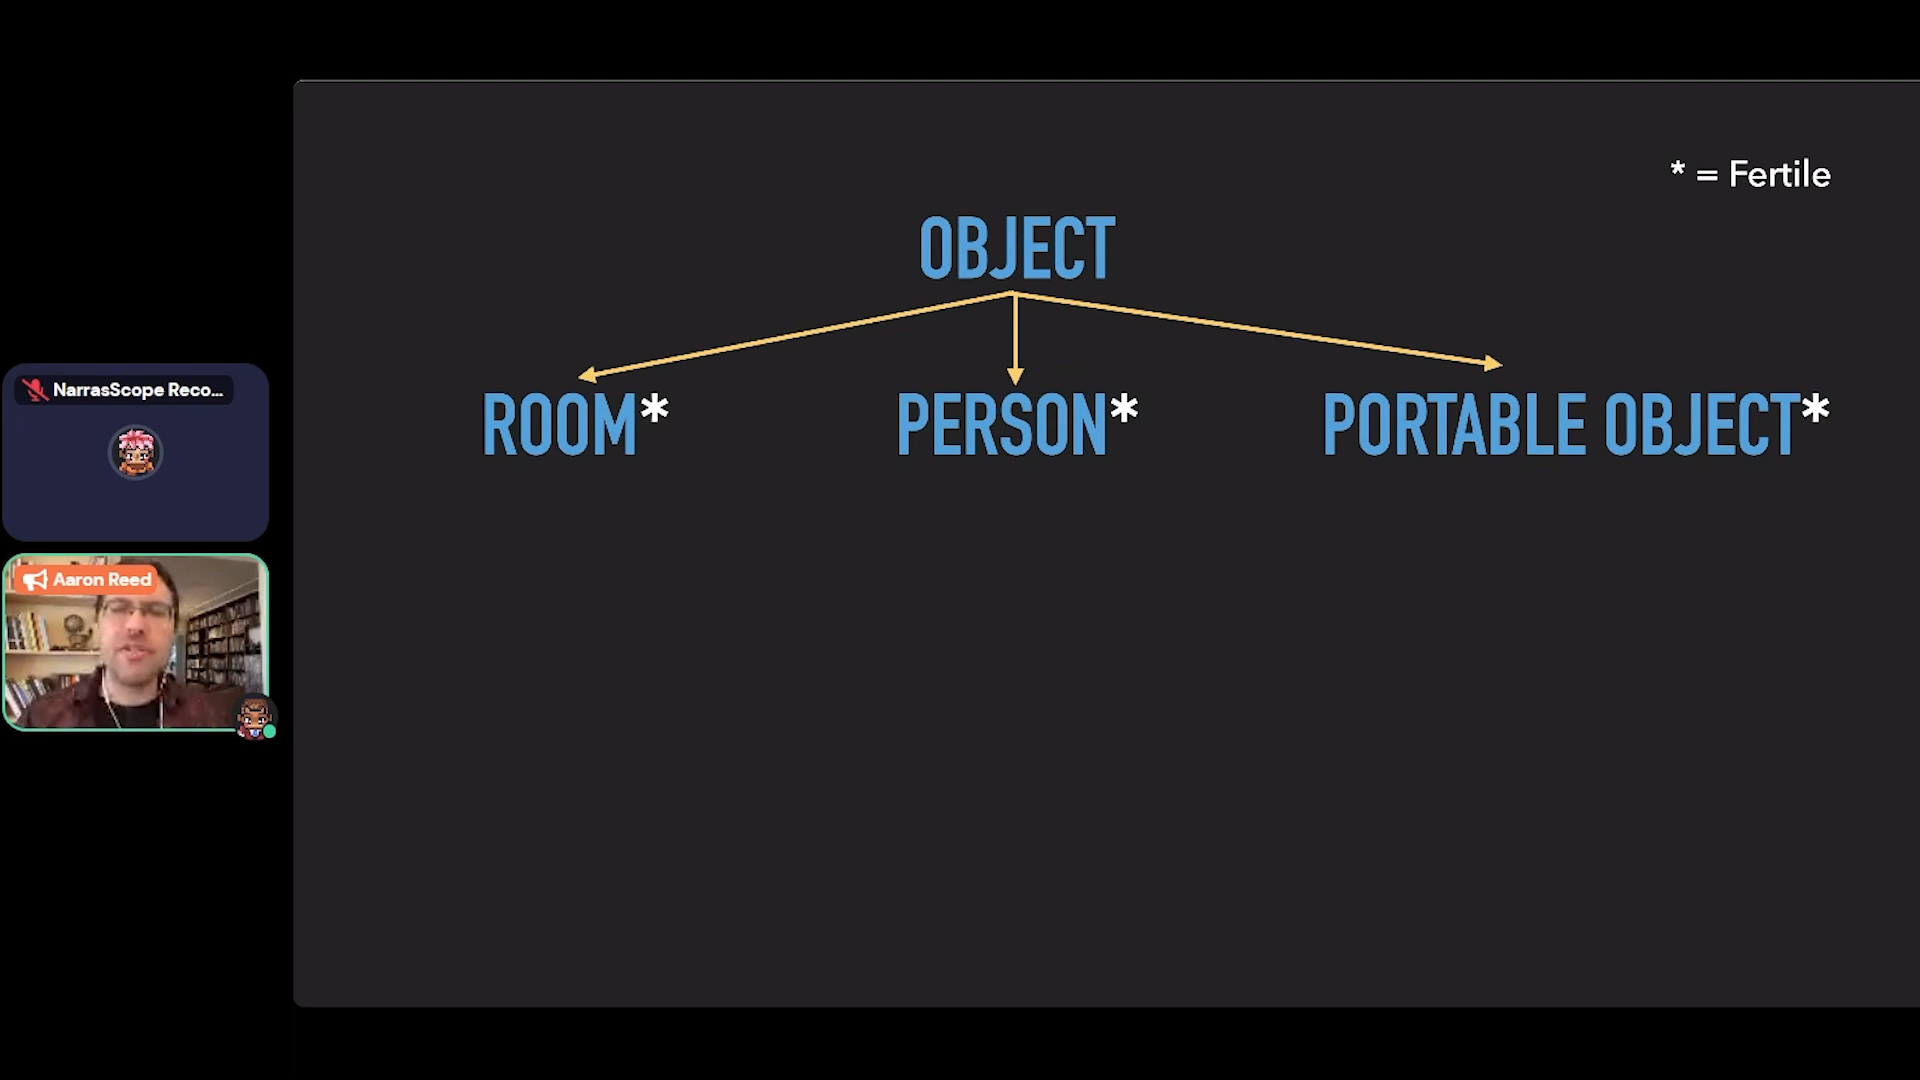 * = Fertile
OBJECT
ROOM* PERSON* PORTABLE OBJECT*
NarrasScope Reco...
Aaron Reed